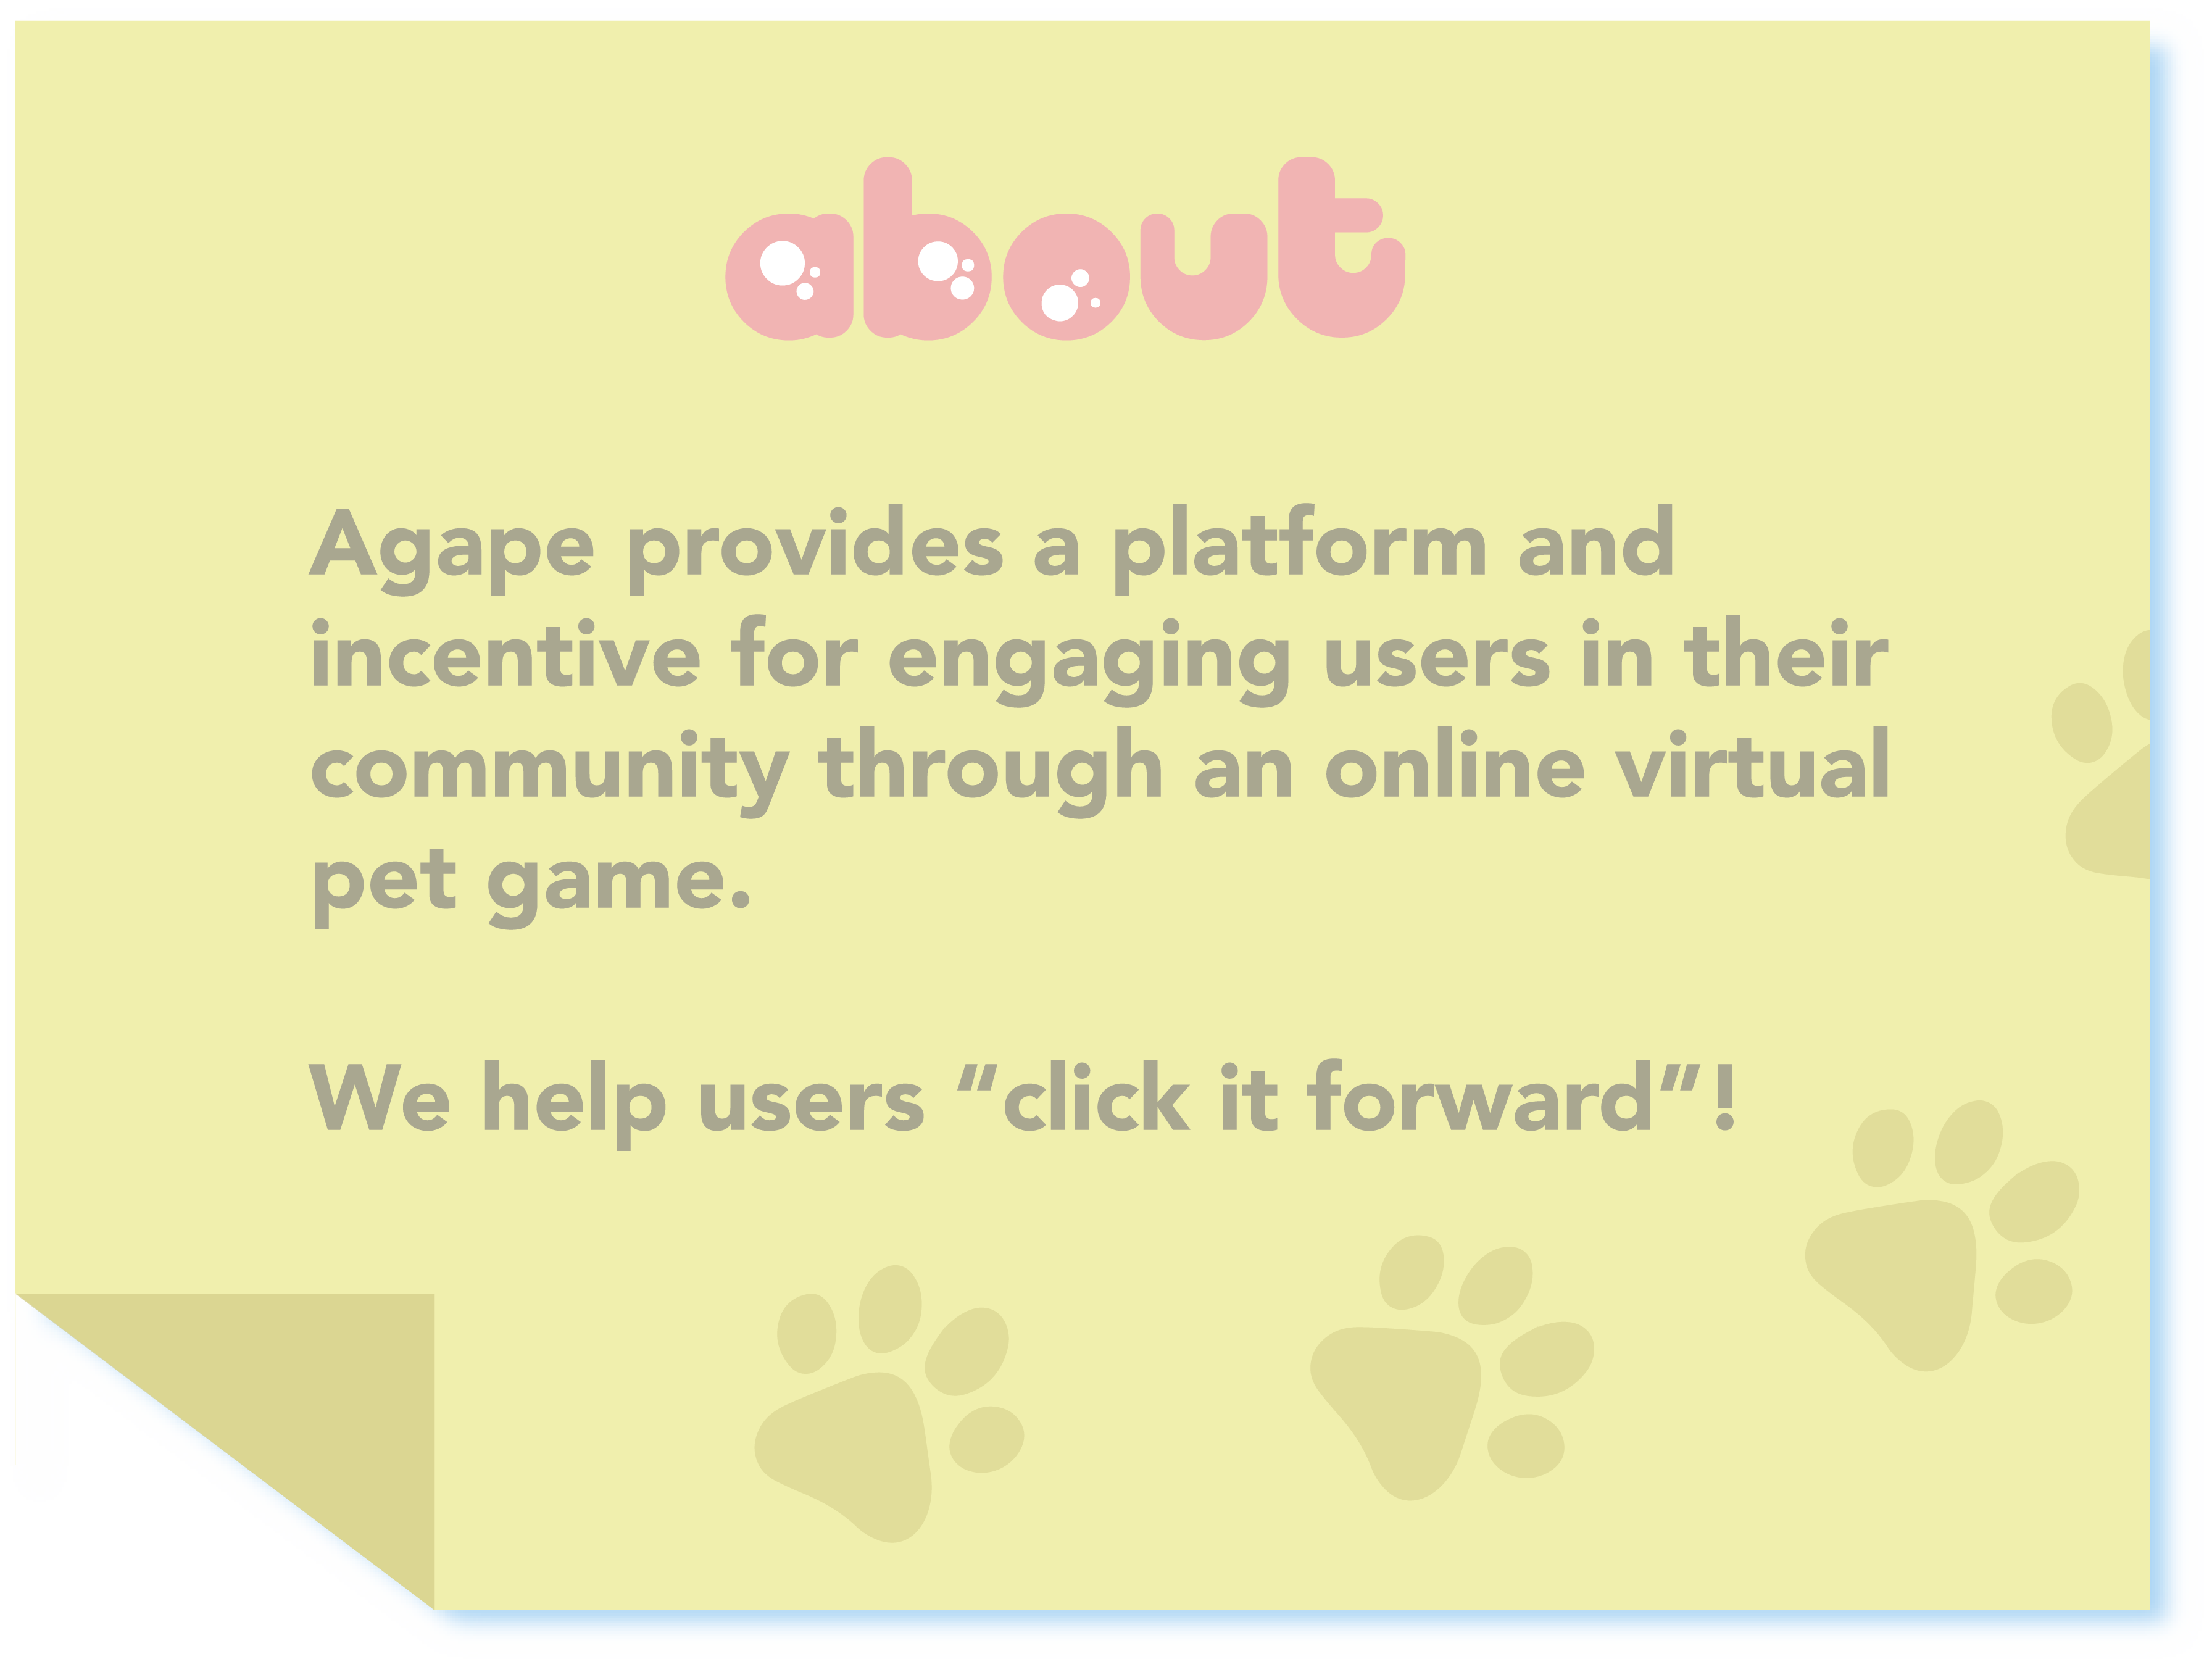 about
Agape provides a platform and
incentive for engaging users in their
community through an online virtual
pet game.
We help users "click it forward"!